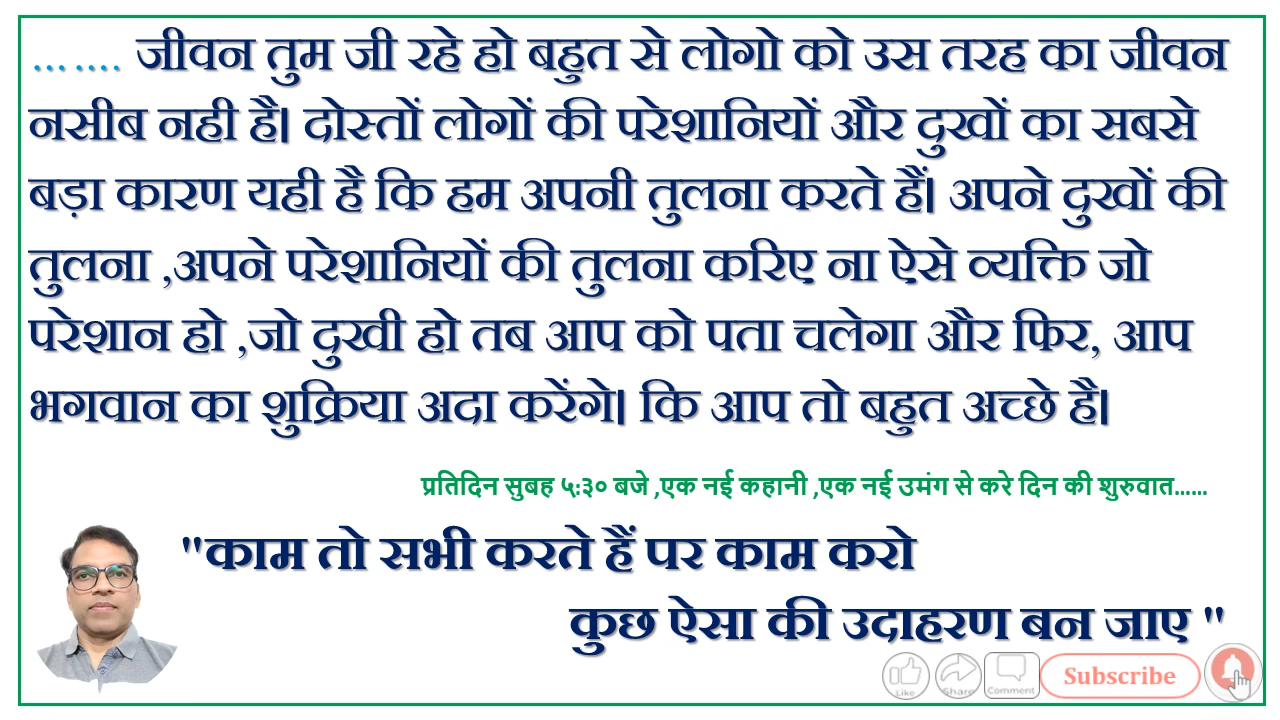 ....... जीवन तुम जी रहे हो बहुत से लोगो को उस तरह का जीवन
नसीब नही है| दोस्तों लोगों की परेशानियों और दुखों का सबसे
बड़ा कारण यही है कि हम अपनी तुलना करते हैं| अपने दुखों की
तुलना ,अपने परेशानियों की तुलना करिए ना ऐसे व्यक्ति जो
परेशान हो ,जो दुखी हो तब आप को पता चलेगा और फिर, आप
भगवान का शुक्रिया अदा करेंगे| कि आप तो बहुत अच्छे है|
प्रतिदिन सुबह ५:३० बजे ,एक नई कहानी ,एक नई उमंग से करे दिन की शुरुवात......
"काम तो सभी करते हैं पर काम करो
कुछ ऐसा की उदाहरण बन जाए "
Like Share Comment Subscribe